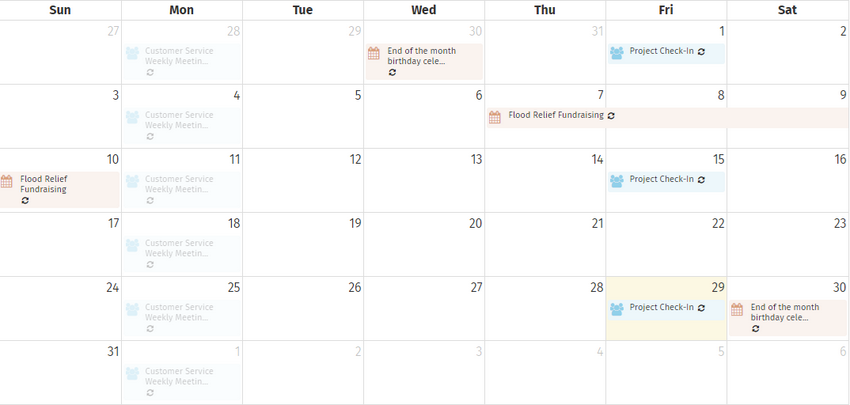 Sun Mon Tue Wed Thu Fri Sat
27 28 29 30 31 1 2
Customer Service
Weekly Meetin...
End of the month
birthday cele...
Project Check-In
3 4 5 6 7 8 9
Customer Service
Weekly Meetin...
Flood Relief Fundraising
10 11 12 13 14 15 16
Flood Relief
Fundraising
Customer Service
Weekly Meetin...
Project Check-In
17 18 19 20 21 22 23
Customer Service
Weekly Meetin...
24 25 26 27 28 29 30
Customer Service
Weekly Meetin...
Project Check-In
End of the month
birthday cele...
31 1 2 3 4 5 6
Customer Service
Weekly Meetin...